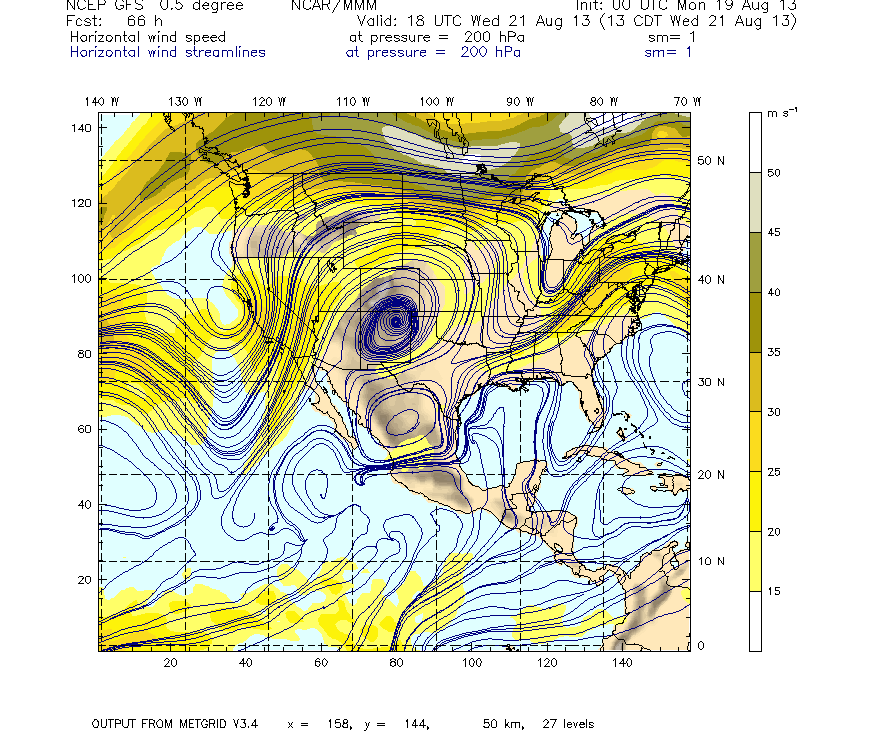 NCEP GFS 0.5 degree NCAR/MMM Init: 00 UTC Mon 19 Aug 13
Fcst: 66 h Valid: 18 UTC Wed 21 Aug 13 (13 CDT Wed 21 Aug 13)
Horizontal wind speed at pressure = 200 hPa sm= 1
Horizontal wind streamlines at pressure = 200 hPa sm= 1
140 W 130 W 120 W 110 W 100 W 90 W 80 W 70 W
m s⁻¹
140
50 N
50
120
45
100 40 N
40
80
35
30 N
30
60
25
20 N
40
20
10 N
20
15
0
20 40 60 80 100 120 140
OUTPUT FROM METGRID V3.4 x = 158, y = 144, 50 km, 27 levels